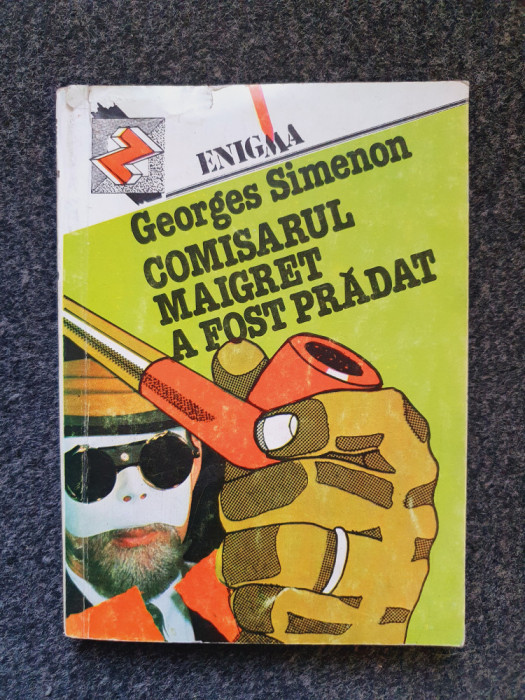 ENIGMA
Georges Simenon
COMISARUL
MAIGRET
A FOST PRĂDAT